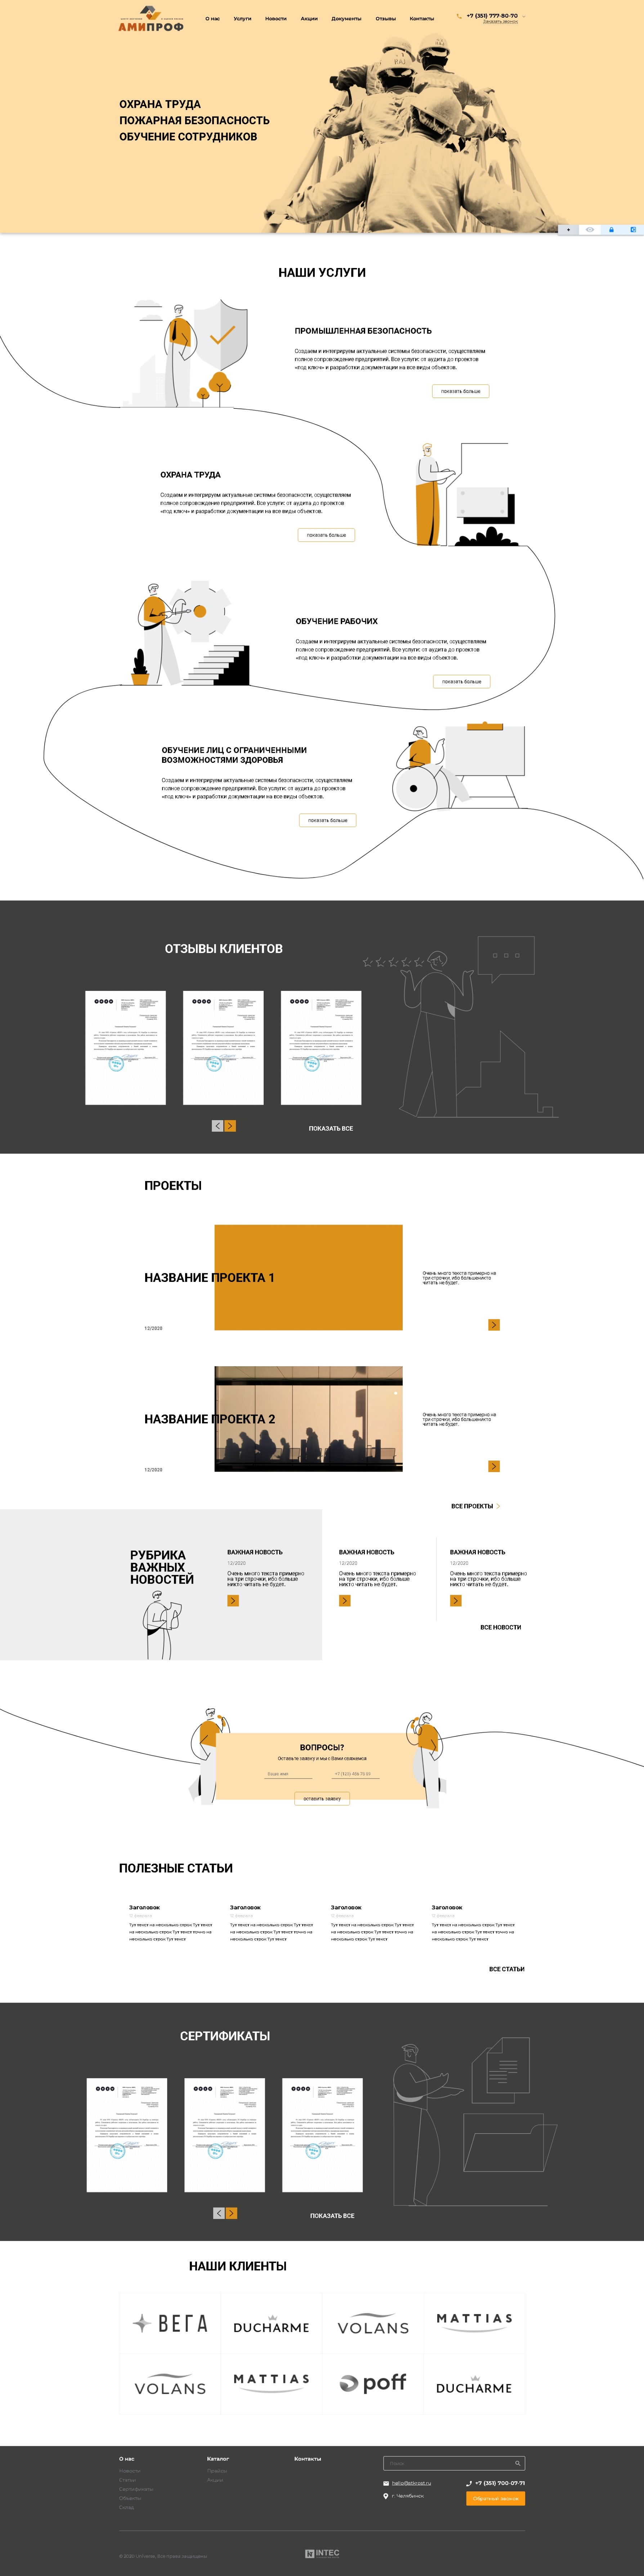 АМИПРОФ
О нас
Услуги
Новости
Акции
Документы
Отзывы
Контакты
+7 (351) 777-80-70
Заказать звонок
ОХРАНА ТРУДА
ПОЖАРНАЯ БЕЗОПАСНОСТЬ
ОБУЧЕНИЕ СОТРУДНИКОВ
НАШИ УСЛУГИ
ПРОМЫШЛЕННАЯ БЕЗОПАСНОСТЬ
Создаем и интегрируем актуальные системы безопасности, осуществляем
полное сопровождение предприятий. Все услуги: от аудита до проектов
«под ключ» и разработки документации на все виды объектов.
показать больше
ОХРАНА ТРУДА
Создаем и интегрируем актуальные системы безопасности, осуществляем
полное сопровождение предприятий. Все услуги: от аудита до проектов
«под ключ» и разработки документации на все виды объектов.
показать больше
ОБУЧЕНИЕ РАБОЧИХ
Создаем и интегрируем актуальные системы безопасности, осуществляем
полное сопровождение предприятий. Все услуги: от аудита до проектов
«под ключ» и разработки документации на все виды объектов.
показать больше
ОБУЧЕНИЕ ЛИЦ С ОГРАНИЧЕННЫМИ
ВОЗМОЖНОСТЯМИ ЗДОРОВЬЯ
Создаем и интегрируем актуальные системы безопасности, осуществляем
полное сопровождение предприятий. Все услуги: от аудита до проектов
«под ключ» и разработки документации на все виды объектов.
показать больше
ОТЗЫВЫ КЛИЕНТОВ
ПОКАЗАТЬ ВСЕ
ПРОЕКТЫ
НАЗВАНИЕ ПРОЕКТА 1
Очень много текста примерно на
три строчки, ибо большеникто
читать не будет.
12/2020
НАЗВАНИЕ ПРОЕКТА 2
Очень много текста примерно на
три строчки, ибо большеникто
читать не будет.
12/2020
ВСЕ ПРОЕКТЫ
РУБРИКА
ВАЖНЫХ
НОВОСТЕЙ
ВАЖНАЯ НОВОСТЬ
12/2020
Очень много текста примерно
на три строчки, ибо больше
никто читать не будет.
ВАЖНАЯ НОВОСТЬ
12/2020
Очень много текста примерно
на три строчки, ибо больше
никто читать не будет.
ВАЖНАЯ НОВОСТЬ
12/2020
Очень много текста примерно
на три строчки, ибо больше
никто читать не будет.
ВСЕ НОВОСТИ
ВОПРОСЫ?
Оставьте заявку и мы с Вами свяжемся
Ваше имя
оставить заявку
ПОЛЕЗНЫЕ СТАТЬИ
Заголовок
Тут текст на несколько строк Тут текст
на несколько строк Тут текст точно на
несколько строк Тут текст
Заголовок
Тут текст на несколько строк Тут текст
на несколько строк Тут текст точно на
несколько строк Тут текст
Заголовок
Тут текст на несколько строк Тут текст
на несколько строк Тут текст точно на
несколько строк Тут текст
Заголовок
Тут текст на несколько строк Тут текст
на несколько строк Тут текст точно на
несколько строк Тут текст
ВСЕ СТАТЬИ
СЕРТИФИКАТЫ
ПОКАЗАТЬ ВСЕ
НАШИ КЛИЕНТЫ
ВЕГА
DUCHARME
VOLANS
MATTIAS
VOLANS
MATTIAS
poff
DUCHARME
О нас
Новости
Статьи
Сертификаты
Объекты
Склад
Каталог
Проекты
Акции
Контакты
Поиск
+7 (351) 700-07-71
г. Челябинск
Обратный звонок
INTEC